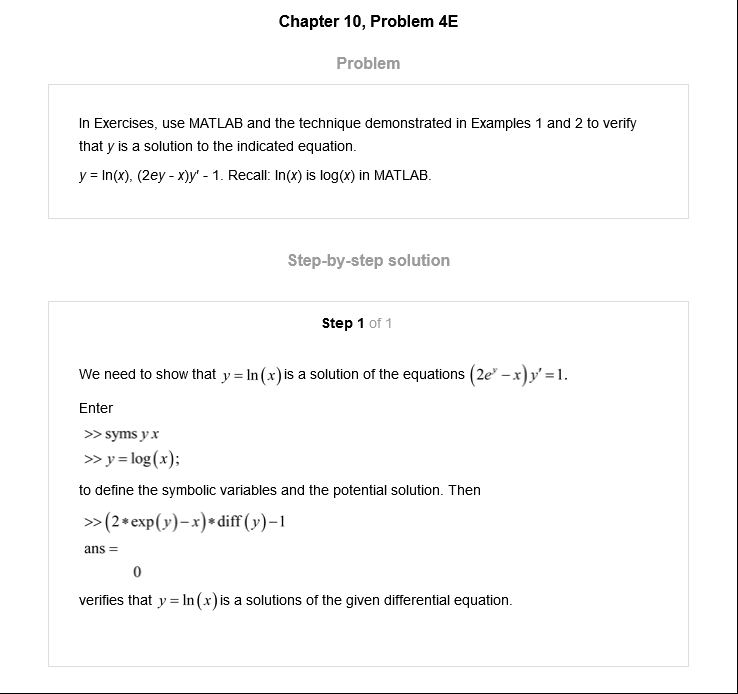 Chapter 10, Problem 4E
Problem
In Exercises, use MATLAB and the technique demonstrated in Examples 1 and 2 to verify
that y is a solution to the indicated equation.
y = ln(x), (2ey - x)y' - 1. Recall: ln(x) is log(x) in MATLAB.
Step-by-step solution
Step 1 of 1
We need to show that y = ln(x) is a solution of the equations (2eʸ − x)y′ = 1.
Enter
>> syms y x
>> y = log(x);
to define the symbolic variables and the potential solution. Then
>> (2*exp(y)−x)*diff(y)−1
ans =
0
verifies that y = ln(x) is a solutions of the given differential equation.